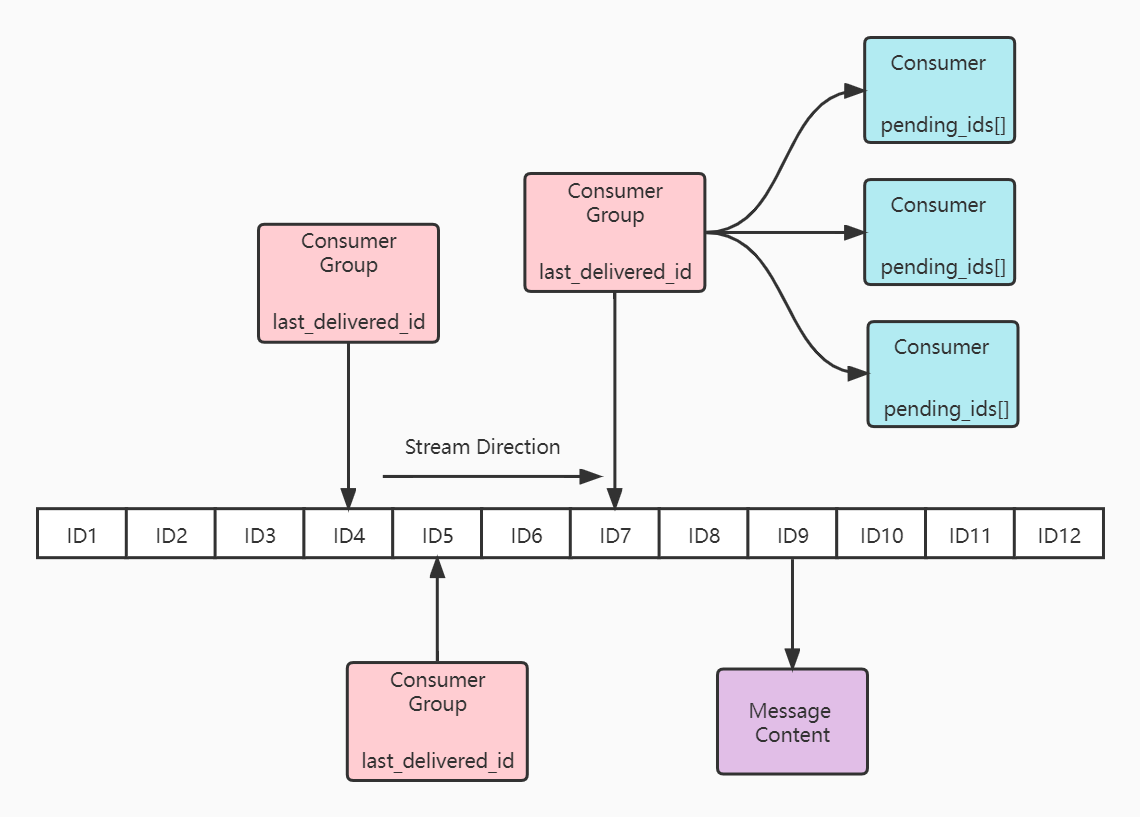 Consumer
pending_ids[]
Consumer
Group
last_delivered_id
Consumer
pending_ids[]
Consumer
Group
last_delivered_id
Consumer
pending_ids[]
Stream Direction
ID1
ID2
ID3
ID4
ID5
ID6
ID7
ID8
ID9
ID10
ID11
ID12
Consumer
Group
last_delivered_id
Message
Content